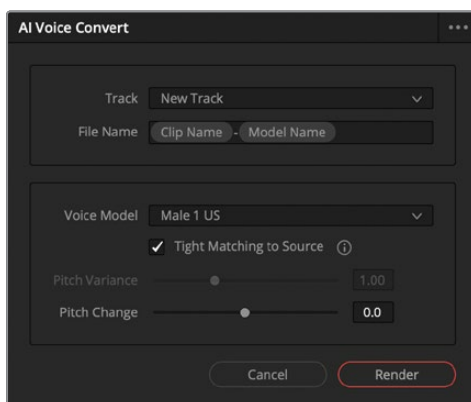 AI Voice Convert
Track New Track
File Name Clip Name - Model Name
Voice Model Male 1 US
Tight Matching to Source
Pitch Variance 1.00
Pitch Change 0.0
Cancel Render